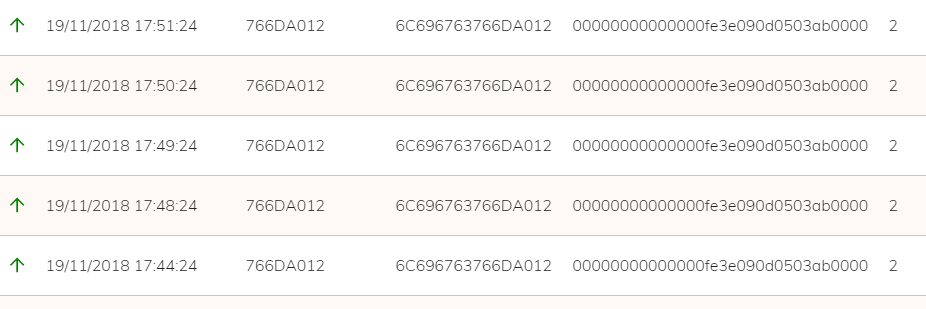 19/11/2018 17:51:24 766DA012 6C696763766DA012 00000000000000fe3e090d0503ab0000 2
19/11/2018 17:50:24 766DA012 6C696763766DA012 00000000000000fe3e090d0503ab0000 2
19/11/2018 17:49:24 766DA012 6C696763766DA012 00000000000000fe3e090d0503ab0000 2
19/11/2018 17:48:24 766DA012 6C696763766DA012 00000000000000fe3e090d0503ab0000 2
19/11/2018 17:44:24 766DA012 6C696763766DA012 00000000000000fe3e090d0503ab0000 2